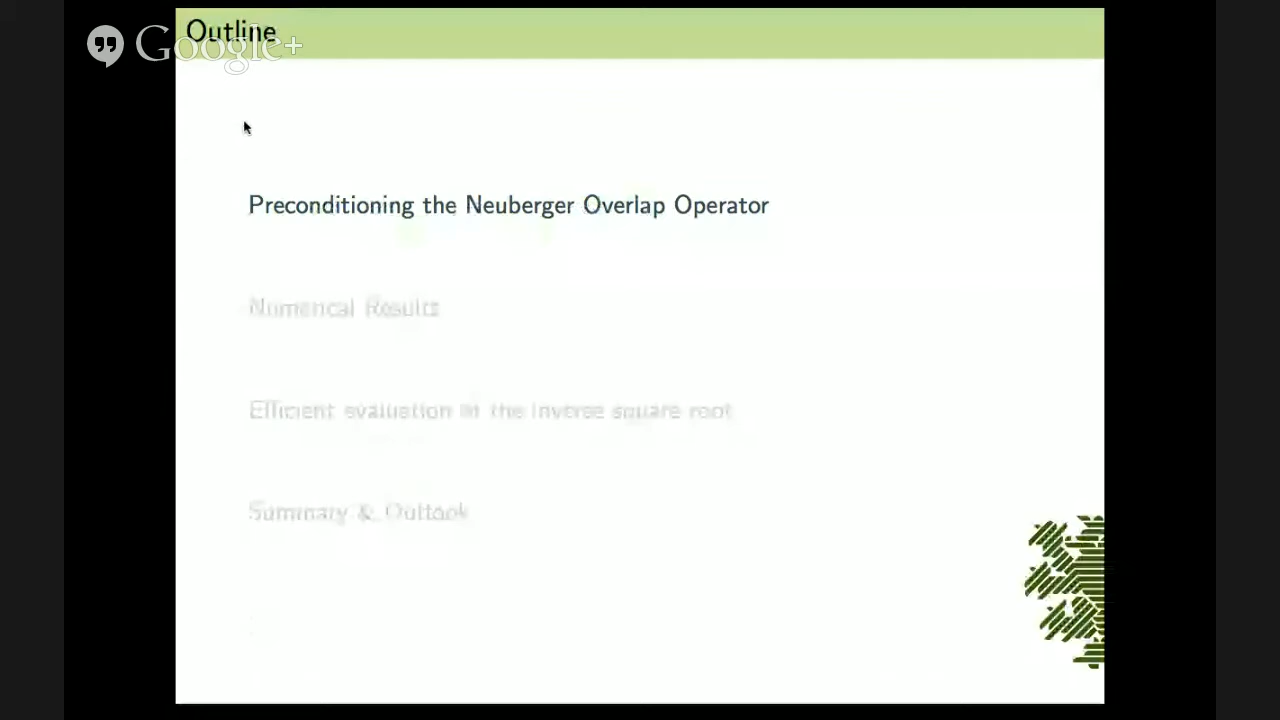 Outline
Google+
Preconditioning the Neuberger Overlap Operator
Numerical Results
Efficient evaluation of the inverse square root
Summary & Outlook